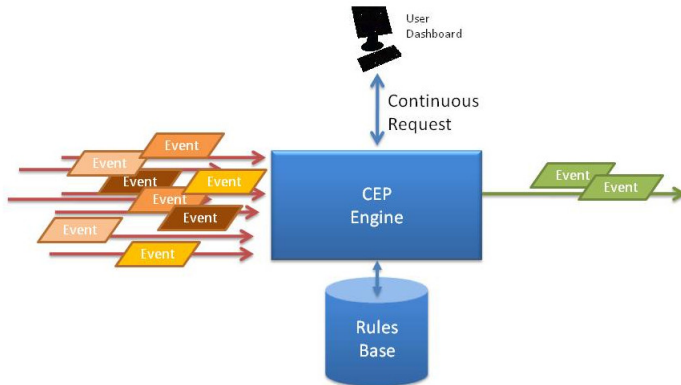 User
Dashboard
Continuous
Request
Event
Event
Event
Event
Event
Event
Event
Event
CEP
Engine
Event
Event
Rules
Base